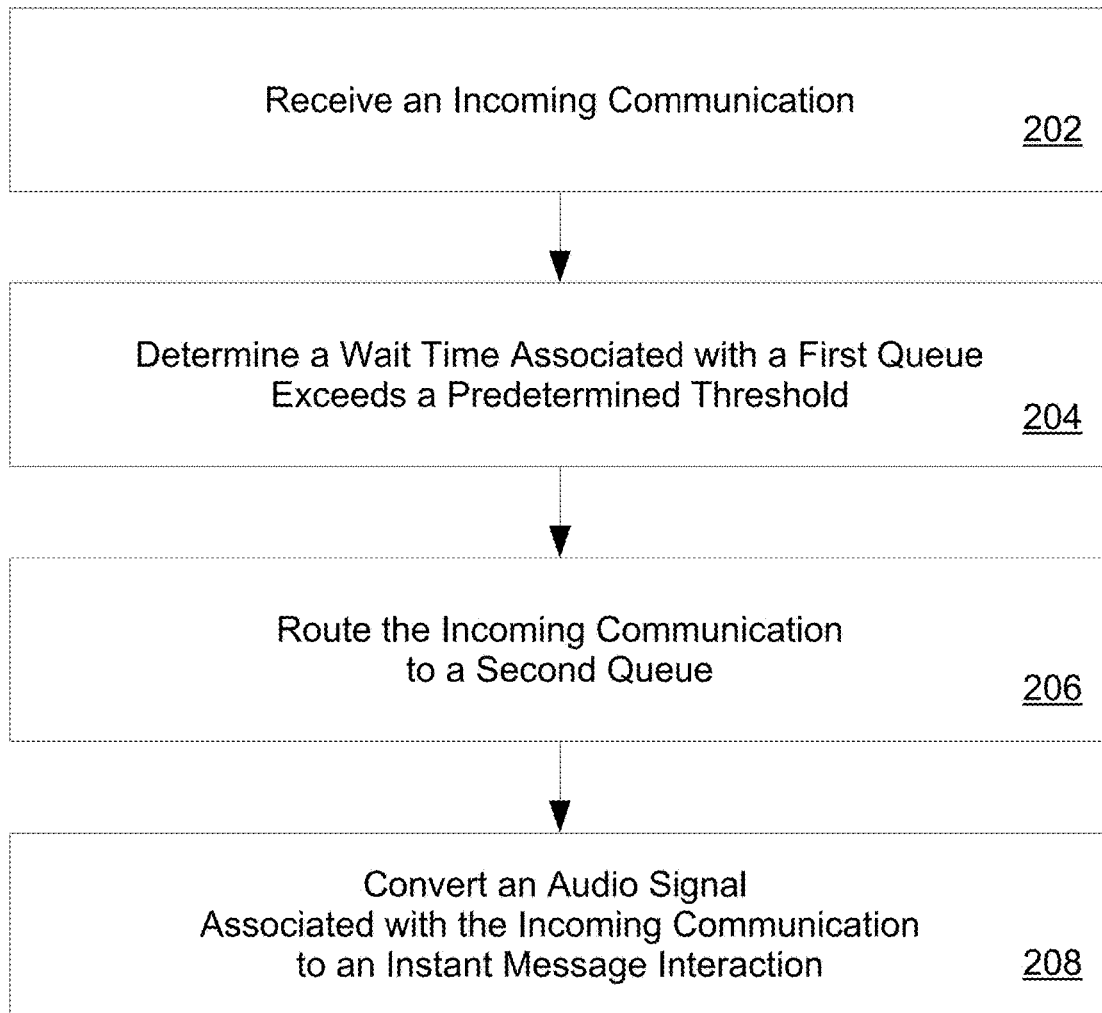 Receive an Incoming Communication
202
Determine a Wait Time Associated with a First Queue
Exceeds a Predetermined Threshold
204
Route the Incoming Communication
to a Second Queue
206
Convert an Audio Signal
Associated with the Incoming Communication
to an Instant Message Interaction
208